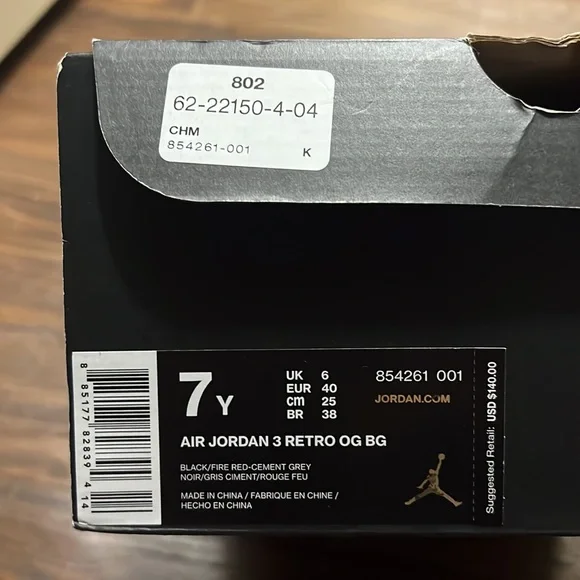 802
62-22150-4-04
CHM
854261-001 K
8 85177 82839 4 14
7 Y
UK 6
EUR 40
cm 25
BR 38
854261 001
JORDAN.COM
AIR JORDAN 3 RETRO OG BG
BLACK/FIRE RED-CEMENT GREY
NOIR/GRIS CIMENT/ROUGE FEU
MADE IN CHINA / FABRIQUE EN CHINE /
HECHO EN CHINA
Suggested Retail: USD $140.00